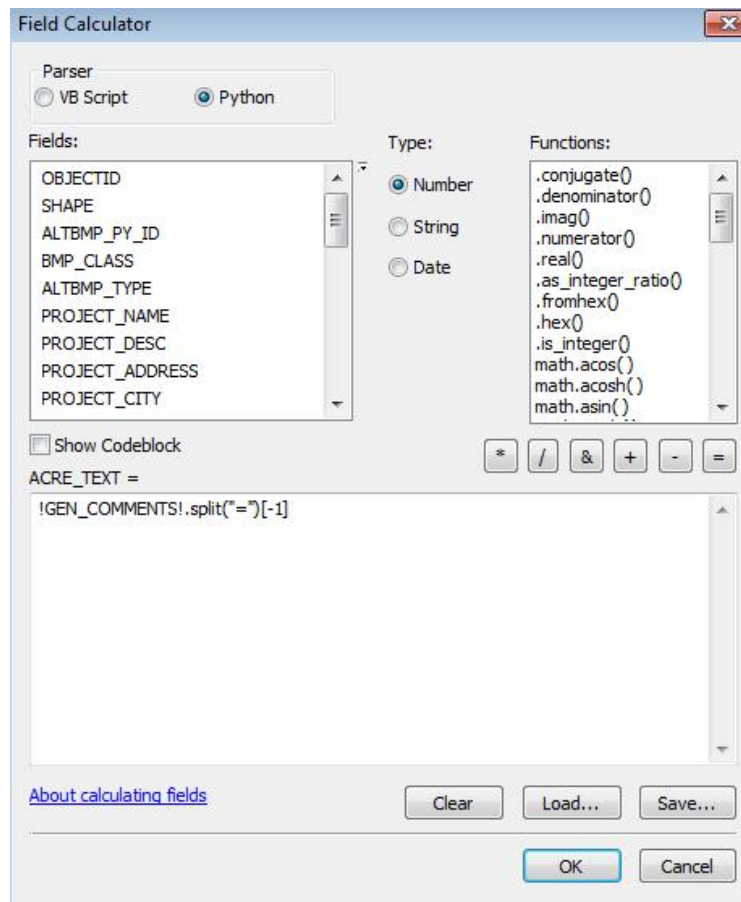 Field Calculator
Parser
VB Script
Python
Fields:
Type:
Functions:
OBJECTID
SHAPE
ALTBMP_PY_ID
BMP_CLASS
ALTBMP_TYPE
PROJECT_NAME
PROJECT_DESC
PROJECT_ADDRESS
PROJECT_CITY
Number
String
Date
.conjugate()
.denominator()
.imag()
.numerator()
.real()
.as_integer_ratio()
.fromhex()
.hex()
.is_integer()
math.acos( )
math.acosh( )
math.asin( )
Show Codeblock
* / & + - =
ACRE_TEXT =
!GEN_COMMENTS!.split("=")[-1]
About calculating fields
Clear
Load...
Save...
OK
Cancel